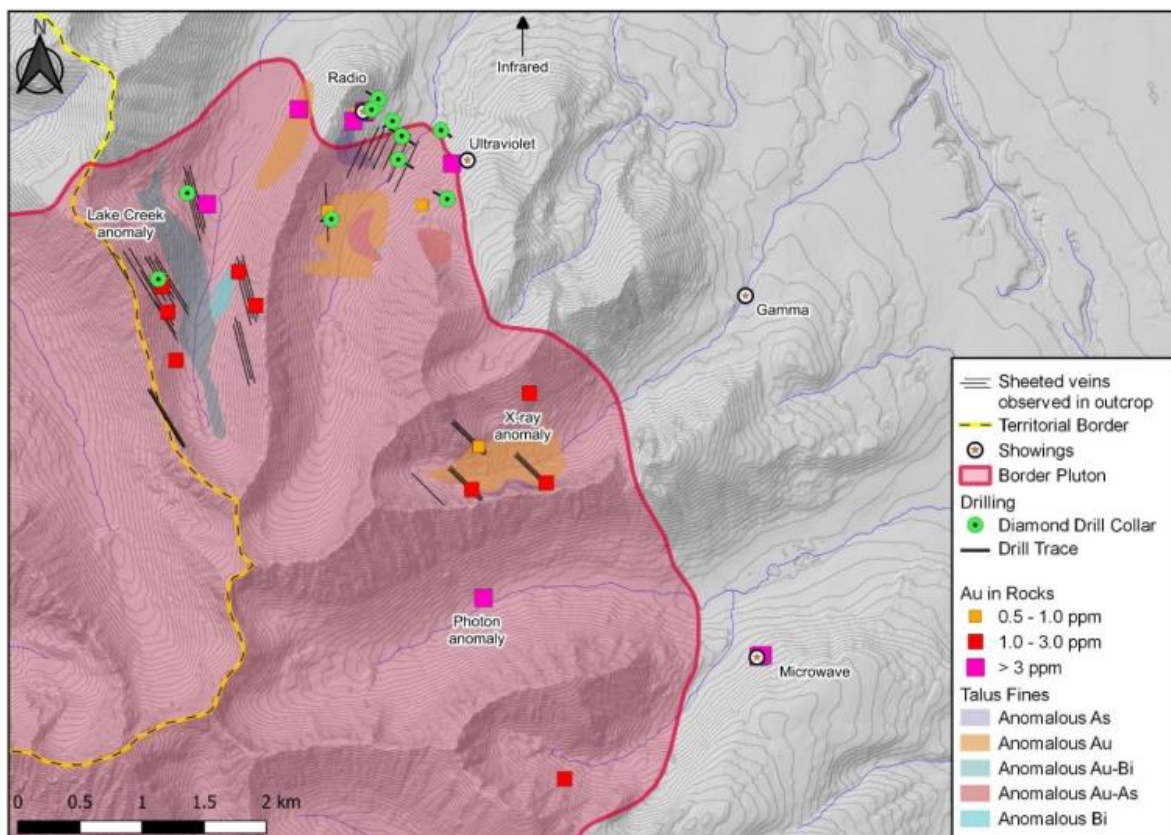 N
Infrared
Radio
Ultraviolet
Lake Creek
anomaly
Gamma
X-ray
anomaly
Photon
anomaly
Microwave
0 0.5 1 1.5 2 km
Sheeted veins
observed in outcrop
Territorial Border
Showings
Border Pluton
Drilling
Diamond Drill Collar
Drill Trace
Au in Rocks
0.5 - 1.0 ppm
1.0 - 3.0 ppm
> 3 ppm
Talus Fines
Anomalous As
Anomalous Au
Anomalous Au-Bi
Anomalous Au-As
Anomalous Bi